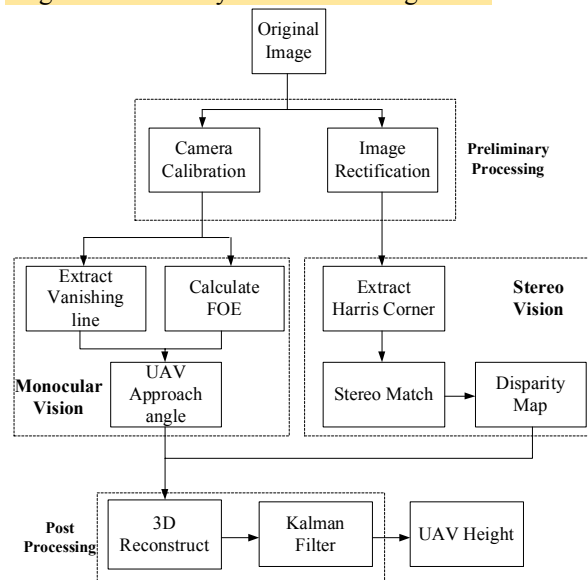 Original
Image
Camera
Calibration
Image
Rectification
Preliminary
Processing
Extract
Vanishing
line
Calculate
FOE
Extract
Harris Corner
Stereo
Vision
Monocular
Vision
UAV
Approach
angle
Stereo Match
Disparity
Map
Post
Processing
3D
Reconstruct
Kalman
Filter
UAV Height